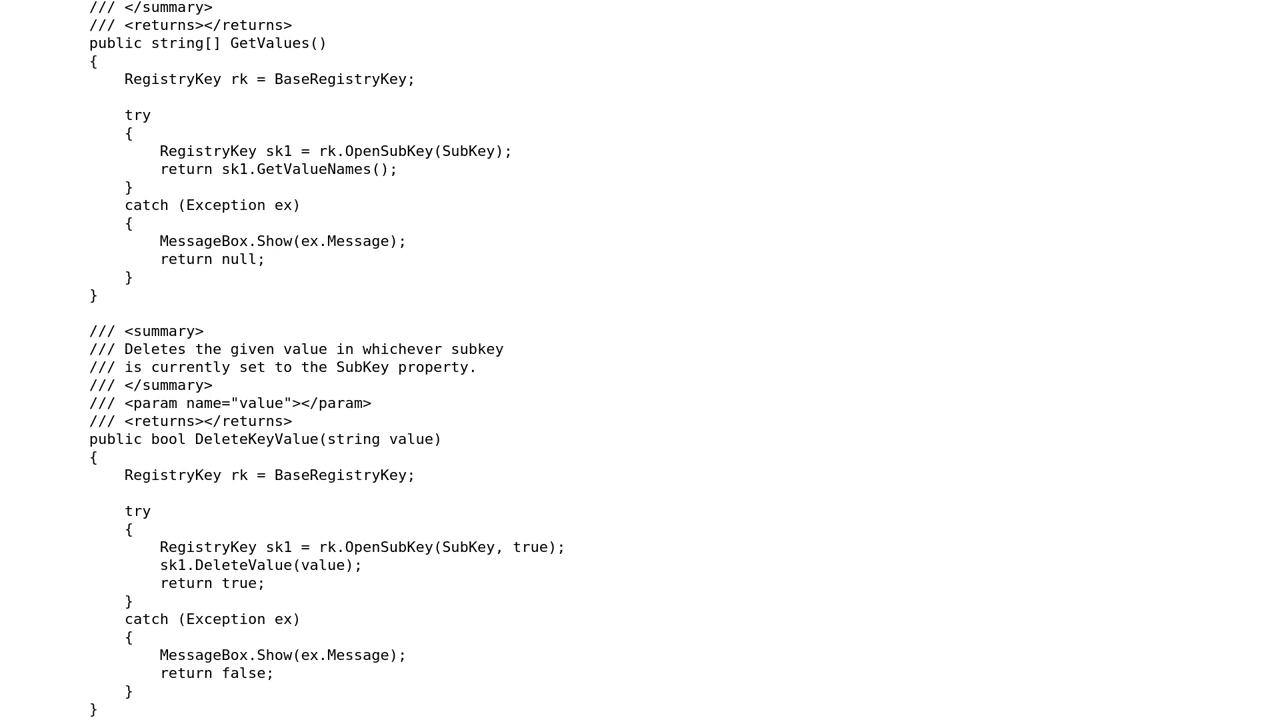 /// </summary>
/// <returns></returns>
public string[] GetValues()
{
    RegistryKey rk = BaseRegistryKey;

    try
    {
        RegistryKey sk1 = rk.OpenSubKey(SubKey);
        return sk1.GetValueNames();
    }
    catch (Exception ex)
    {
        MessageBox.Show(ex.Message);
        return null;
    }
}

/// <summary>
/// Deletes the given value in whichever subkey
/// is currently set to the SubKey property.
/// </summary>
/// <param name="value"></param>
/// <returns></returns>
public bool DeleteKeyValue(string value)
{
    RegistryKey rk = BaseRegistryKey;

    try
    {
        RegistryKey sk1 = rk.OpenSubKey(SubKey, true);
        sk1.DeleteValue(value);
        return true;
    }
    catch (Exception ex)
    {
        MessageBox.Show(ex.Message);
        return false;
    }
}